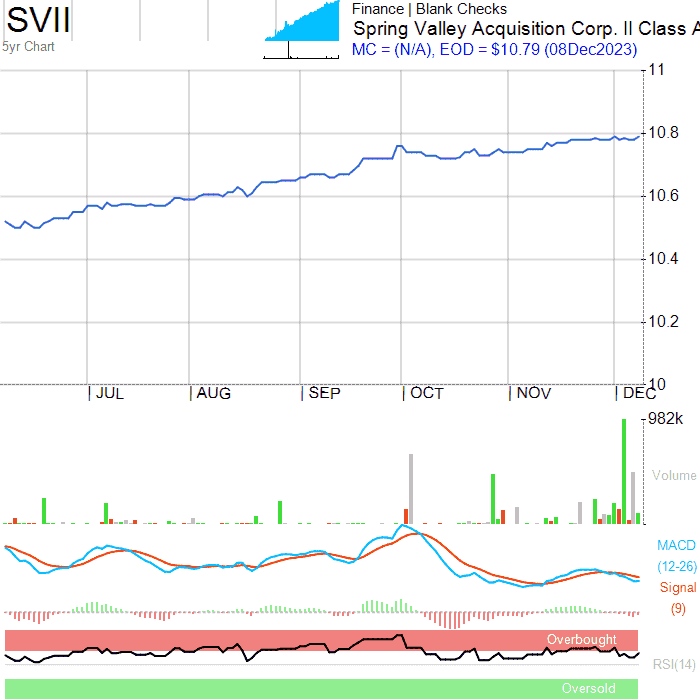 SVII
5yr Chart
Finance | Blank Checks
Spring Valley Acquisition Corp. II Class A
MC = (N/A), EOD = $10.79 (08Dec2023)
11
10.8
10.6
10.4
10.2
10
JUL
AUG
SEP
OCT
NOV
DEC
982k
Volume
MACD
(12-26)
Signal
(9)
Overbought
RSI(14)
Oversold